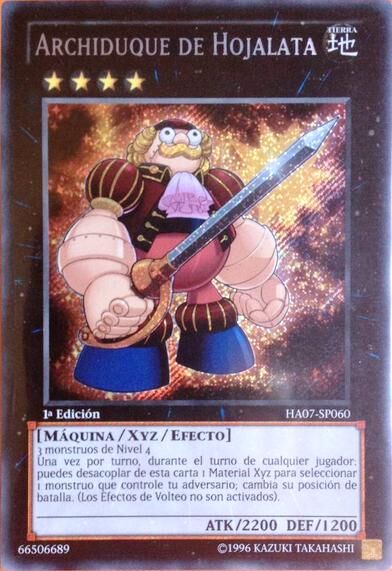 ARCHIDUQUE DE HOJALATA
TIERRA
地
1ª Edición
HA07-SP060
[MÁQUINA/XYZ/EFECTO]
3 monstruos de Nivel 4
Una vez por turno, durante el turno de cualquier jugador:
puedes desacoplar de esta carta 1 Material Xyz para seleccionar
1 monstruo que controle tu adversario; cambia su posición de
batalla. (Los Efectos de Volteo no son activados).
ATK/2200 DEF/1200
66506689
©1996 KAZUKI TAKAHASHI